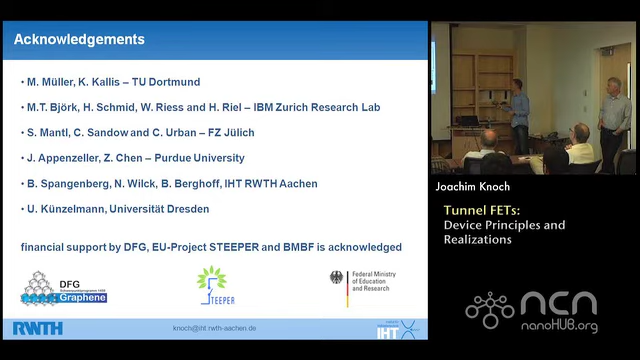 Acknowledgements
• M. Müller, K. Kallis – TU Dortmund
• M.T. Björk, H. Schmid, W. Riess and H. Riel – IBM Zurich Research Lab
• S. Mantl, C. Sandow and C. Urban – FZ Jülich
• J. Appenzeller, Z. Chen – Purdue University
• B. Spangenberg, N. Wilck, B. Berghoff, IHT RWTH Aachen
• U. Künzelmann, Universität Dresden
financial support by DFG, EU-Project STEEPER and BMBF is acknowledged
DFG
Graphene
STEEPER
Federal Ministry
of Education
and Research
RWTH
knoch@iht.rwth-aachen.de
IHT
Joachim Knoch
Tunnel FETs:
Device Principles and
Realizations
ncn
nanoHUB.org